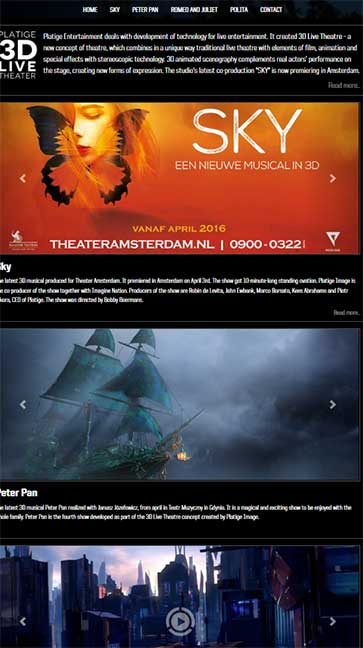 HOME SKY PETER PAN ROMEO AND JULIET POLITA CONTACT
PLATIGE
3D
LIVE
THEATER
Platige Entertainment deals with development of technology for live entertainment. It created 3D Live Theatre - a
new concept of theatre, which combines in a unique way traditional live theatre with elements of film, animation and
special effects with stereoscopic technology. 3D animated scenography complements real actors' performance on
the stage, creating new forms of expression. The studio's latest co-production "SKY" is now premiering in Amsterdam.
Read more..
SKY
EEN NIEUWE MUSICAL IN 3D
VANAF APRIL 2016
THEATERAMSTERDAM.NL | 0900-0322
Sky
latest 3D musical produced for Theater Amsterdam. It premiered in Amsterdam on April 3rd. The show got 10-minute long standing ovation. Platige Image is
co-producer of the show together with Imagine Nation. Producers of the show are Robin de Levita, John Ewbank, Marco Borsato, Kees Abrahams and Piotr
CEO of Platige. The show was directed by Bobby Boermans.
Read more..
Peter Pan
latest 3D musical Peter Pan realized with Janusz Józefowicz, from april in Teatr Muzyczny in Gdynia. It is a magical and exciting show to be enjoyed with the
family. Peter Pan is the fourth show developed as part of the 3D Live Theatre concept created by Platige Image.